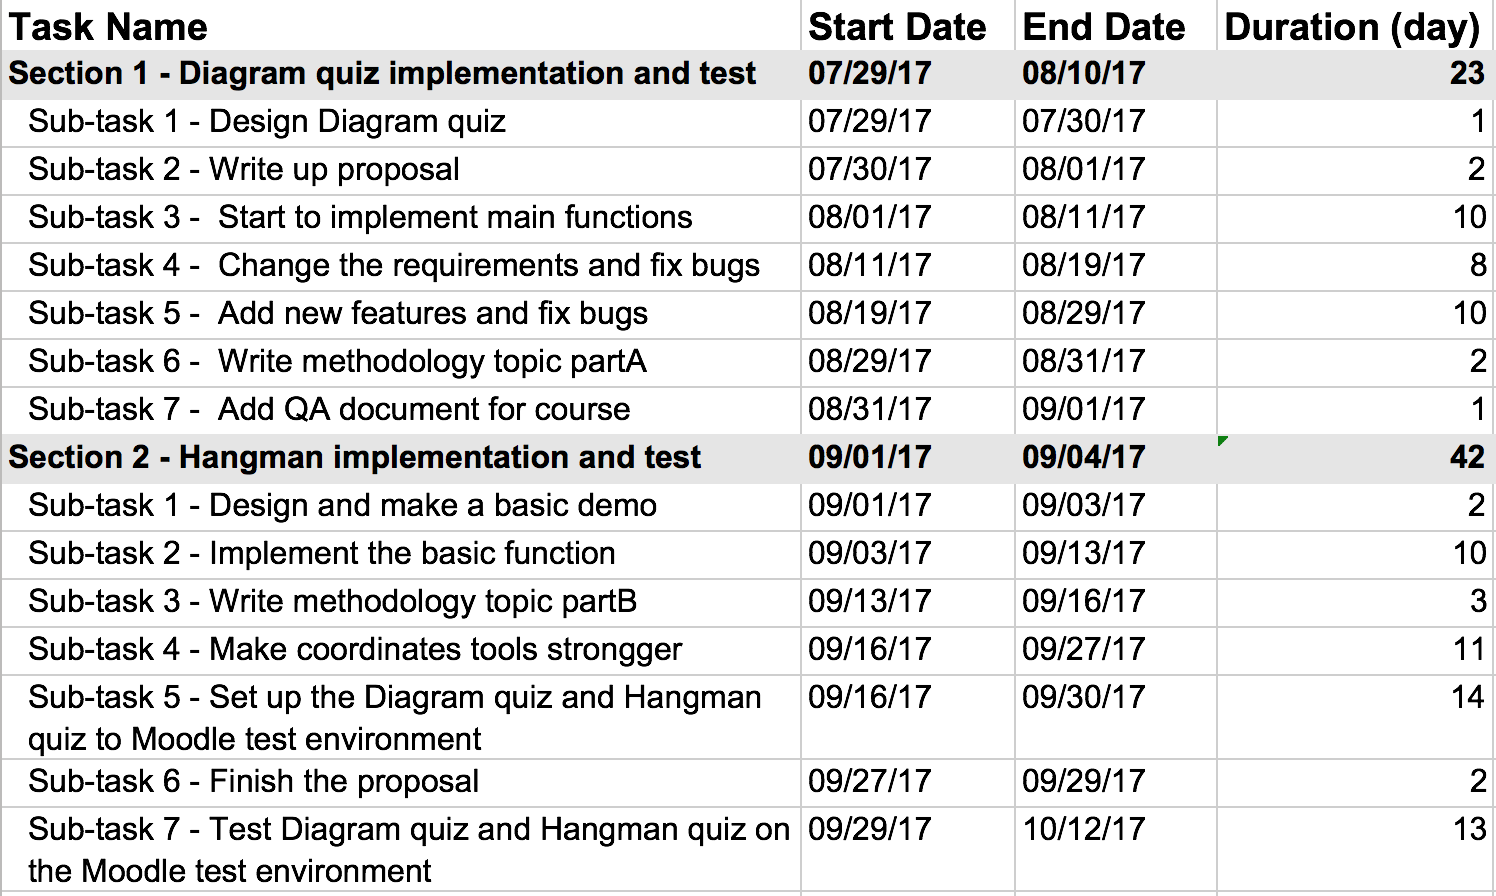 Task Name Start Date End Date Duration (day)
Section 1 - Diagram quiz implementation and test 07/29/17 08/10/17 23
Sub-task 1 - Design Diagram quiz 07/29/17 07/30/17 1
Sub-task 2 - Write up proposal 07/30/17 08/01/17 2
Sub-task 3 -  Start to implement main functions 08/01/17 08/11/17 10
Sub-task 4 -  Change the requirements and fix bugs 08/11/17 08/19/17 8
Sub-task 5 -  Add new features and fix bugs 08/19/17 08/29/17 10
Sub-task 6 -  Write methodology topic partA 08/29/17 08/31/17 2
Sub-task 7 -  Add QA document for course 08/31/17 09/01/17 1
Section 2 - Hangman implementation and test 09/01/17 09/04/17 42
Sub-task 1 - Design and make a basic demo 09/01/17 09/03/17 2
Sub-task 2 - Implement the basic function 09/03/17 09/13/17 10
Sub-task 3 - Write methodology topic partB 09/13/17 09/16/17 3
Sub-task 4 - Make coordinates tools strongger 09/16/17 09/27/17 11
Sub-task 5 - Set up the Diagram quiz and Hangman 09/16/17 09/30/17 14
quiz to Moodle test environment
Sub-task 6 - Finish the proposal 09/27/17 09/29/17 2
Sub-task 7 - Test Diagram quiz and Hangman quiz on 09/29/17 10/12/17 13
the Moodle test environment